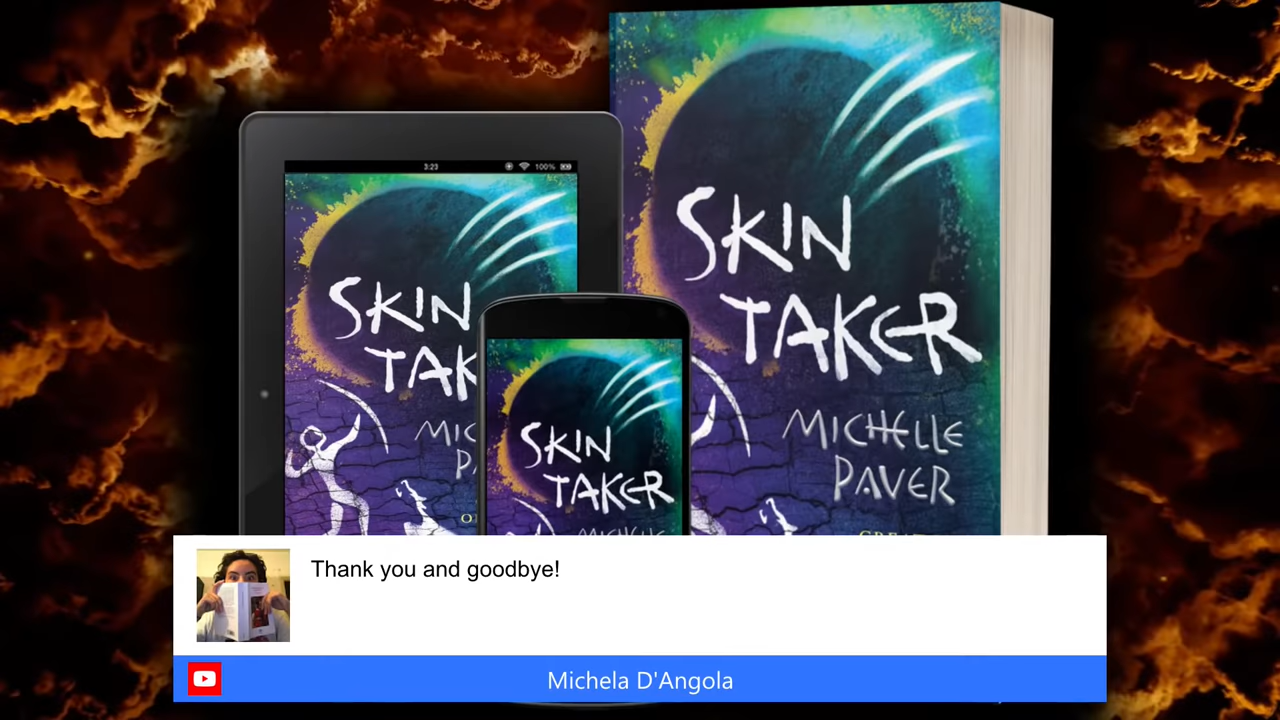 SKIN
TAKER
MICHELLE
PAVER
3:23
100%
SKIN
TAK
MIC
PA
SKIN
TAKER
MICHELLE
Thank you and goodbye!
Michela D'Angola